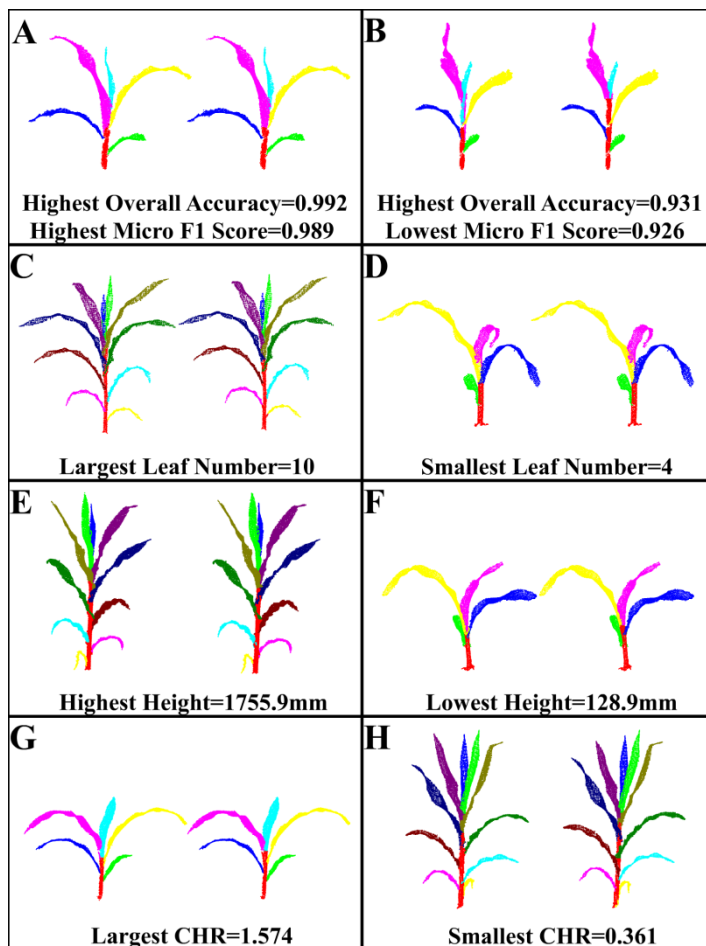 A
Highest Overall Accuracy=0.992
Highest Micro F1 Score=0.989
B
Highest Overall Accuracy=0.931
Lowest Micro F1 Score=0.926
C
Largest Leaf Number=10
D
Smallest Leaf Number=4
E
Highest Height=1755.9mm
F
Lowest Height=128.9mm
G
Largest CHR=1.574
H
Smallest CHR=0.361